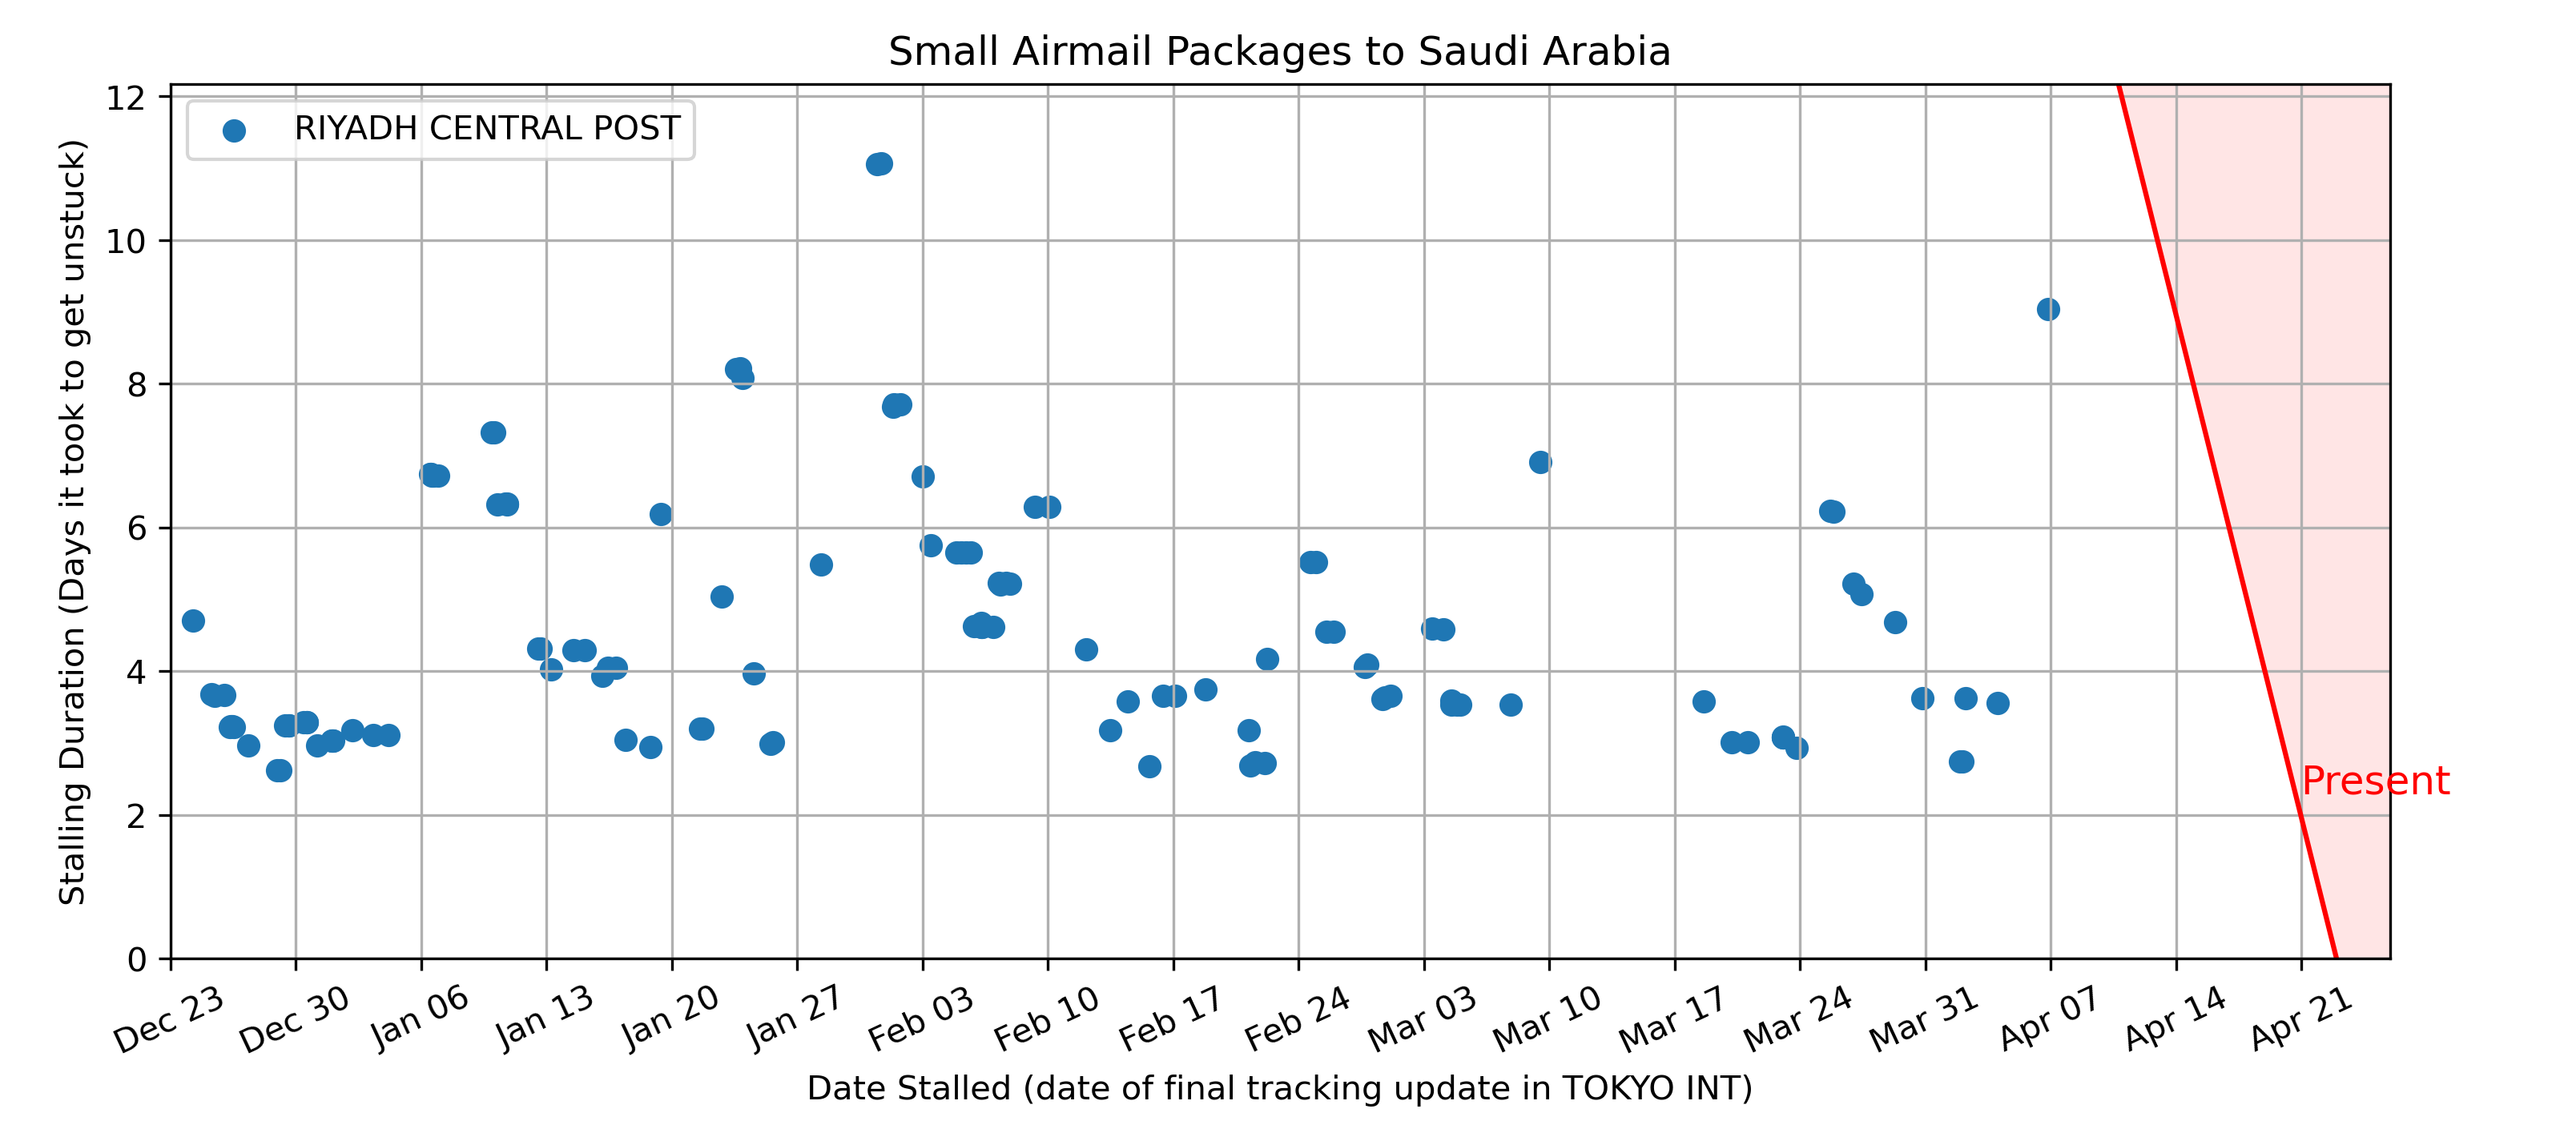 Small Airmail Packages to Saudi Arabia
RIYADH CENTRAL POST
Stalling Duration (Days it took to get unstuck)
12
10
8
6
4
2
0
Present
Dec 23
Dec 30
Jan 06
Jan 13
Jan 20
Jan 27
Feb 03
Feb 10
Feb 17
Feb 24
Mar 03
Mar 10
Mar 17
Mar 24
Mar 31
Apr 07
Apr 14
Apr 21
Date Stalled (date of final tracking update in TOKYO INT)